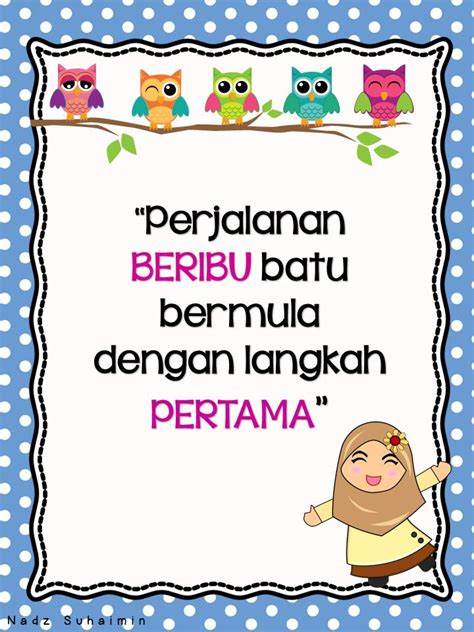 "Perjalanan
BERIBU batu
bermula
dengan langkah
PERTAMA"
Nadz Suhaimin